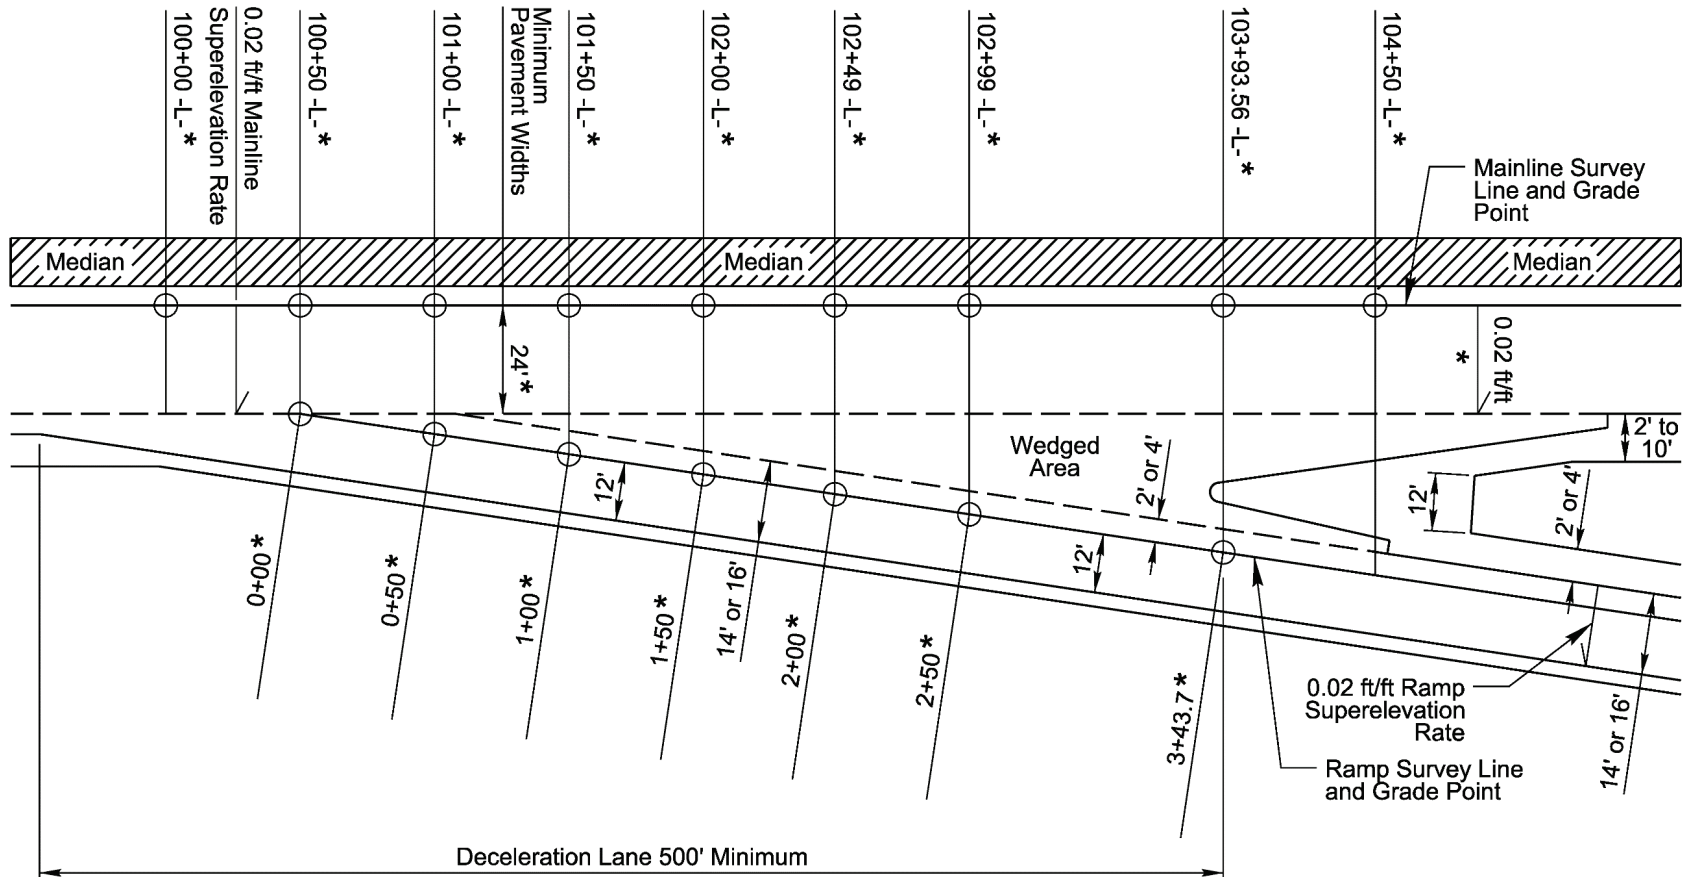 100+00 -L-*
0.02 ft/ft Mainline
Superelevation Rate
100+50 -L-*
101+00 -L-*
Minimum
Pavement Widths
101+50 -L-*
102+00 -L-*
102+49 -L-*
102+99 -L-*
103+93.56 -L-*
104+50 -L-*
Mainline Survey
Line and Grade
Point
Median
Median
Median
24'*
0.02 ft/ft
*
2' to
10'
Wedged
Area
2' or 4'
12'
2' or 4'
12'
12'
14' or 16'
0+00*
0+50*
1+00*
1+50*
2+00*
2+50*
3+43.7*
0.02 ft/ft Ramp
Superelevation
Rate
14' or 16'
Ramp Survey Line
and Grade Point
Deceleration Lane 500' Minimum